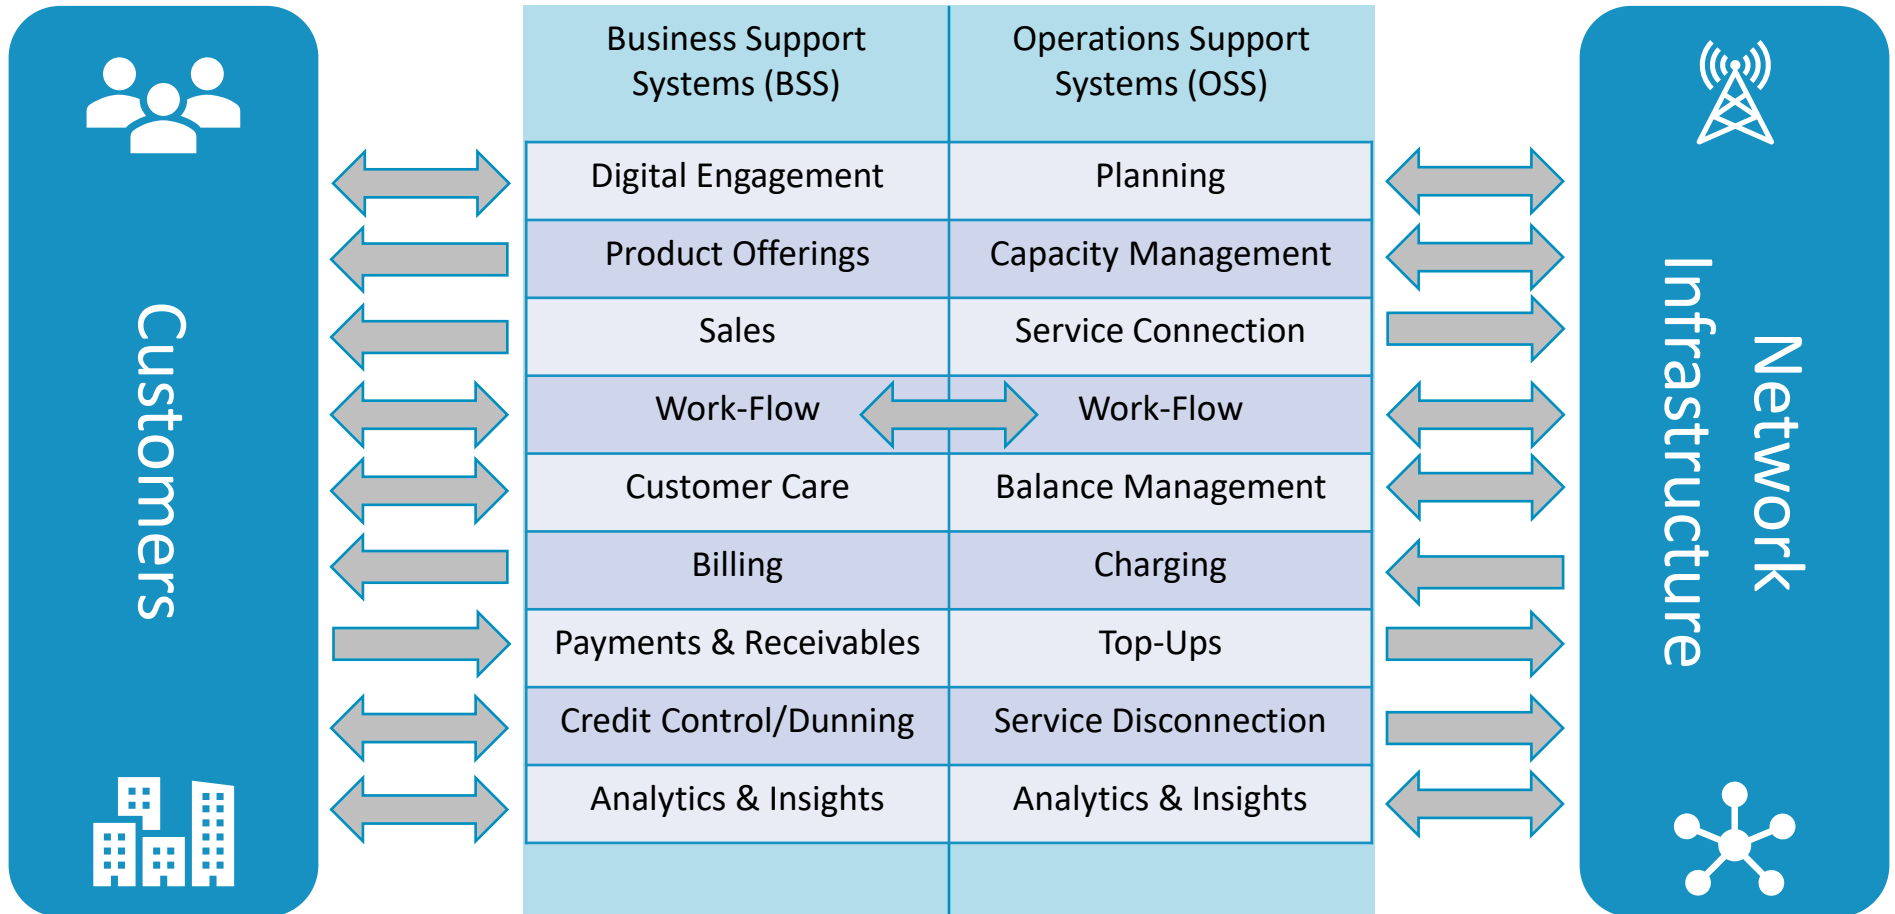 Customers
Business Support
Systems (BSS)
Operations Support
Systems (OSS)
Digital Engagement
Planning
Product Offerings
Capacity Management
Sales
Service Connection
Work-Flow
Work-Flow
Customer Care
Balance Management
Billing
Charging
Payments & Receivables
Top-Ups
Credit Control/Dunning
Service Disconnection
Analytics & Insights
Analytics & Insights
Network
Infrastructure